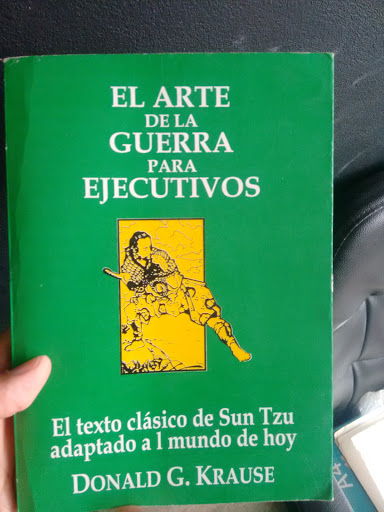 EL ARTE
DE LA
GUERRA
PARA
EJECUTIVOS
El texto clásico de Sun Tzu
adaptado a l mundo de hoy
DONALD G. KRAUSE